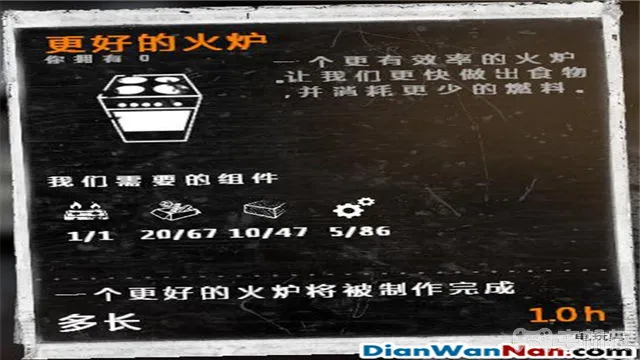 更好的火炉
你拥有 0
一个更有效率的火炉
.让我们更快做出食物
,并消耗更少的燃料。
我们需要的组件
1/1 20/67 10/47 5/86
一个更好的火炉将被制作完成
多长 1.0 h
DianWanNan.com